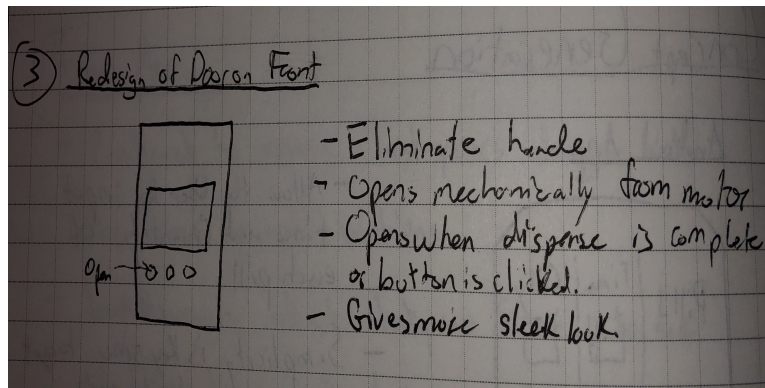 3 Redesign of Door on Front
- Eliminate handle
- Opens mechanically from motor
- Opens when dispense is complete
or button is clicked.
- Gives more sleek look
Open